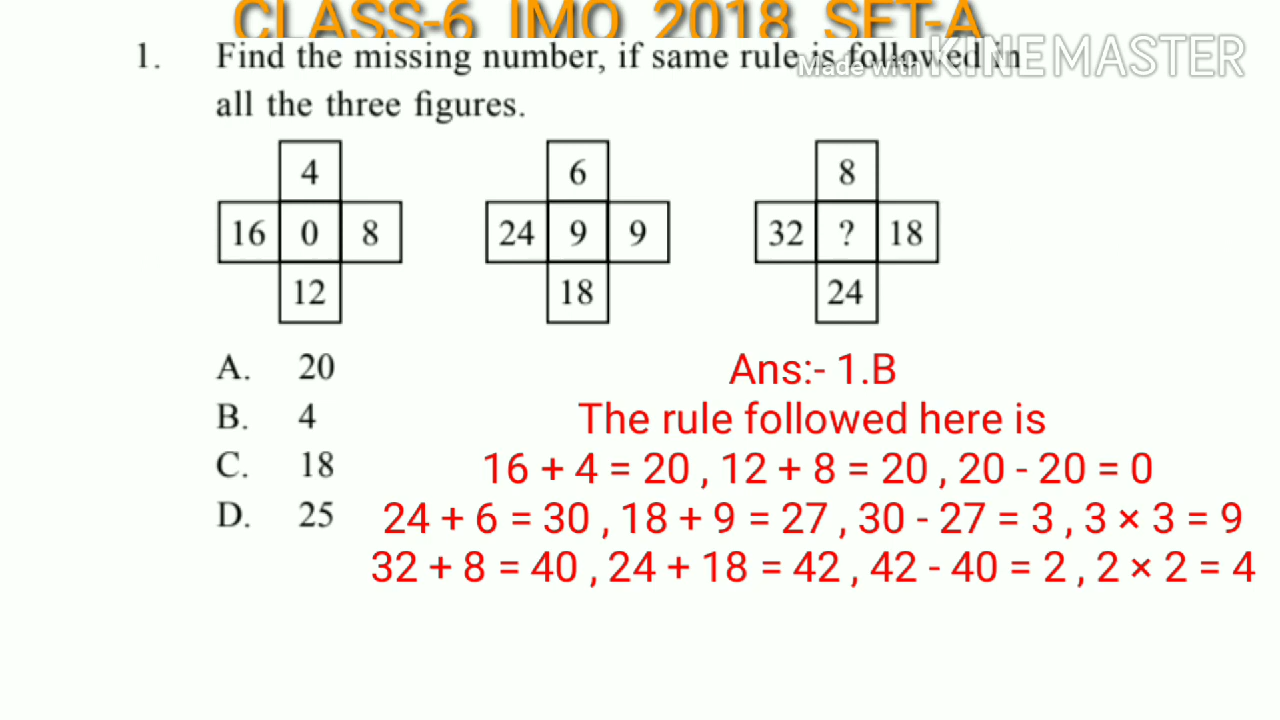 CLASS-6 IMO 2018 SET-A
1. Find the missing number, if same rule is followed in
Made with KINEMASTER
all the three figures.
4 6 8
16 0 8 24 9 9 32 ? 18
12 18 24
A. 20
B. 4
C. 18
D. 25
Ans:- 1.B
The rule followed here is
16 + 4 = 20 , 12 + 8 = 20 , 20 - 20 = 0
24 + 6 = 30 , 18 + 9 = 27 , 30 - 27 = 3 , 3 × 3 = 9
32 + 8 = 40 , 24 + 18 = 42 , 42 - 40 = 2 , 2 × 2 = 4